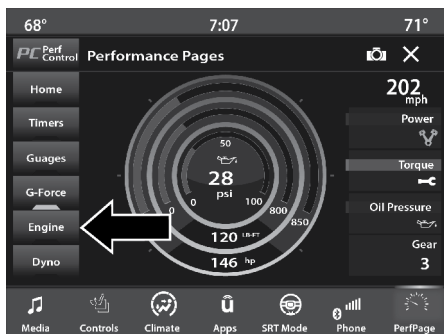 68° 7:07 71°
PC Perf Control Performance Pages
202 mph
Home
Timers
Guages
G-Force
Engine
Dyno
50
28
psi
0 100
0 800 850
120 LB-FT
146 hp
Power
Torque
Oil Pressure
Gear
3
Media Controls Climate Apps SRT Mode Phone PerfPage